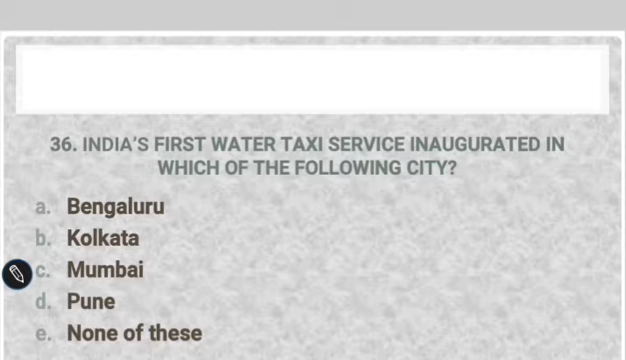 36. INDIA'S FIRST WATER TAXI SERVICE INAUGURATED IN
WHICH OF THE FOLLOWING CITY?
a. Bengaluru
b. Kolkata
c. Mumbai
d. Pune
e. None of these